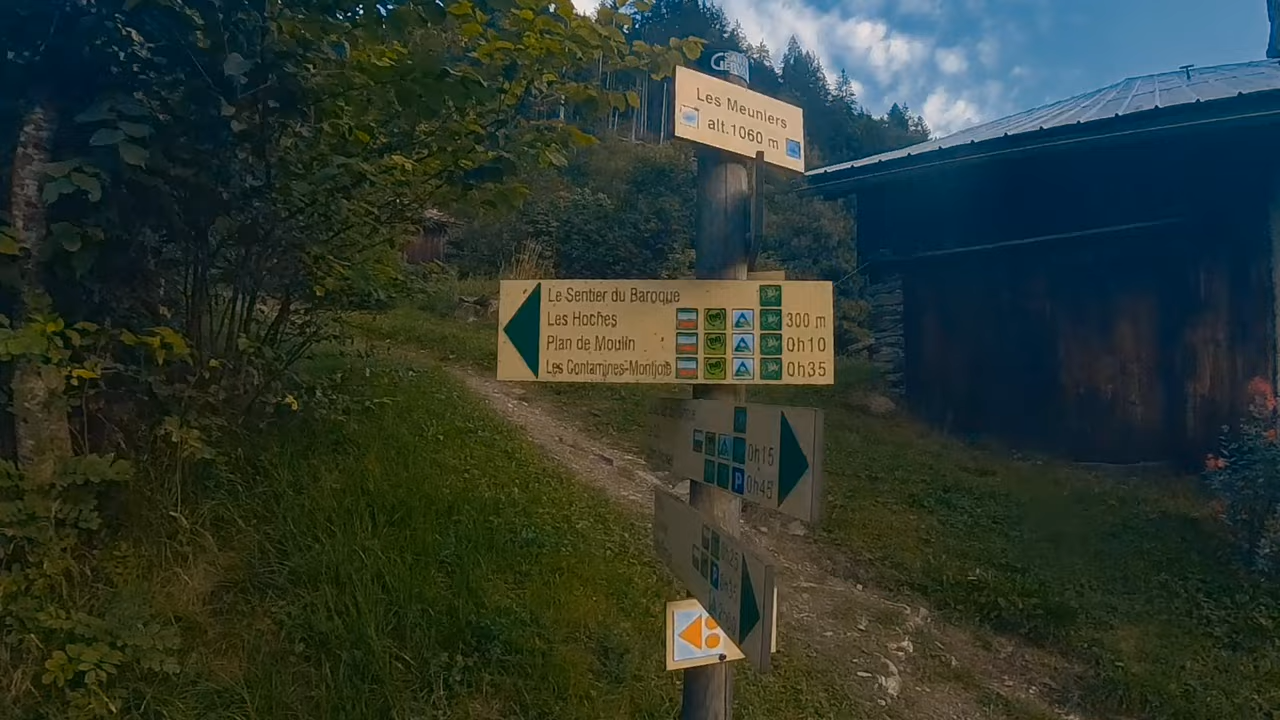 Les Meuniers
alt.1060 m
Le Sentier du Baroque
Les Hoches 300 m
Plan de Moulin 0h10
Les Contamines-Montjoie 0h35
0h15
P 0h45